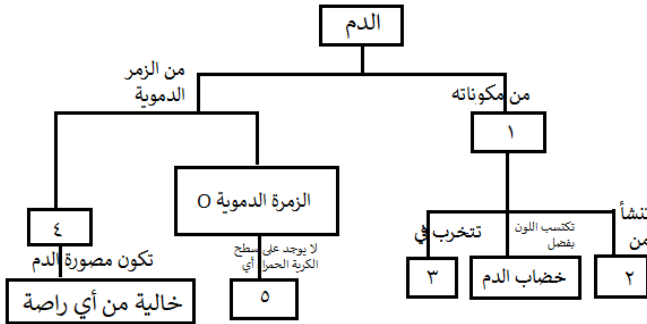 الدم
من مكوناته
من الزمر
الدموية
١
الزمرة الدموية O
٤
تنشأ
من
تكتسب اللون
بفضل
تتخرب في
لا يوجد على سطح
الكرية الحمراء أي
تكون مصورة الدم
٢
خضاب الدم
٣
٥
خالية من أي راصة